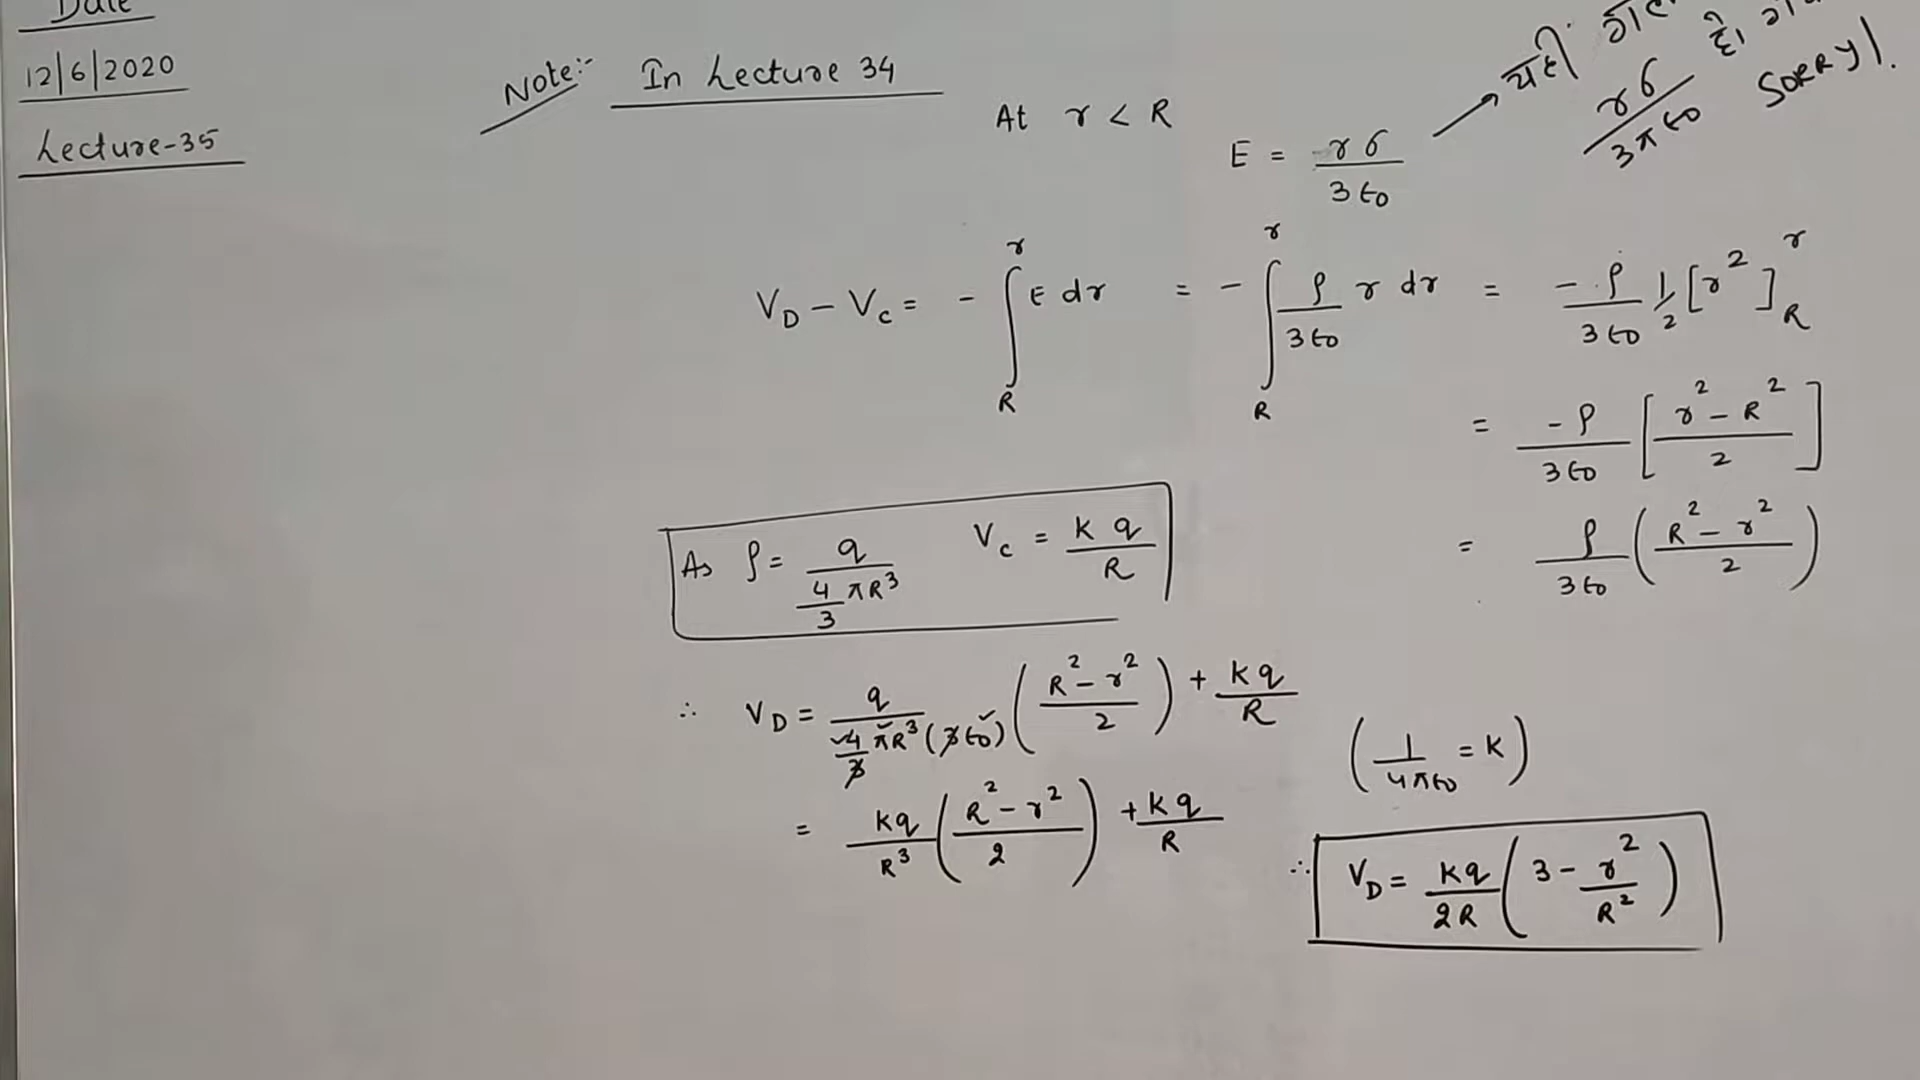 Date
12/6/2020
Lecture-35
Note:- In Lecture 34
At r < R
E = rσ / 3ε₀ → यही
rσ / 3πε₀ हो
SORRY!
V_D - V_c = - ∫_R^r E dr = - ∫_R^r ρ/3ε₀ r dr = -ρ/3ε₀ 1/2 [r²]_R^r
= -ρ/3ε₀ [(r² - R²)/2]
= ρ/3ε₀ ((R² - r²)/2)
As ρ = q / (4/3 πR³) V_c = kq/R
∴ V_D = q / (4/3 πR³ (3ε₀)) ((R² - r²)/2) + kq/R
(1/4πε₀ = k)
= kq/R³ ((R² - r²)/2) + kq/R
∴ V_D = kq/2R (3 - r²/R²)